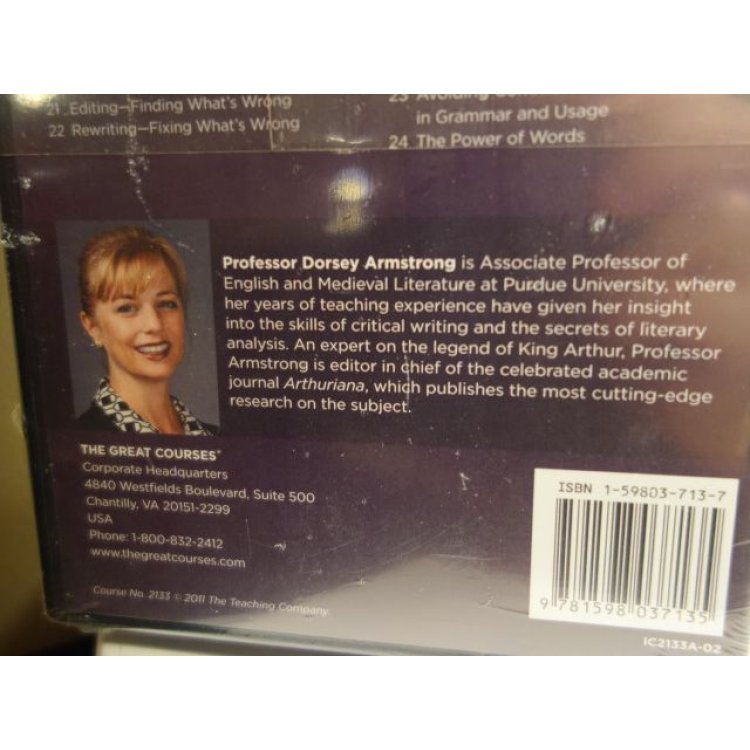 21 Editing—Finding What's Wrong
22 Rewriting—Fixing What's Wrong
23 Avoiding
in Grammar and Usage
24 The Power of Words
Professor Dorsey Armstrong is Associate Professor of
English and Medieval Literature at Purdue University, where
her years of teaching experience have given her insight
into the skills of critical writing and the secrets of literary
analysis. An expert on the legend of King Arthur, Professor
Armstrong is editor in chief of the celebrated academic
journal Arthuriana, which publishes the most cutting-edge
research on the subject.
THE GREAT COURSES®
Corporate Headquarters
4840 Westfields Boulevard, Suite 500
Chantilly, VA 20151-2299
USA
Phone: 1-800-832-2412
www.thegreatcourses.com
Course No. 2133 © 2011 The Teaching Company.
ISBN 1-59803-713-7
9 781598 037135
IC2133A-02